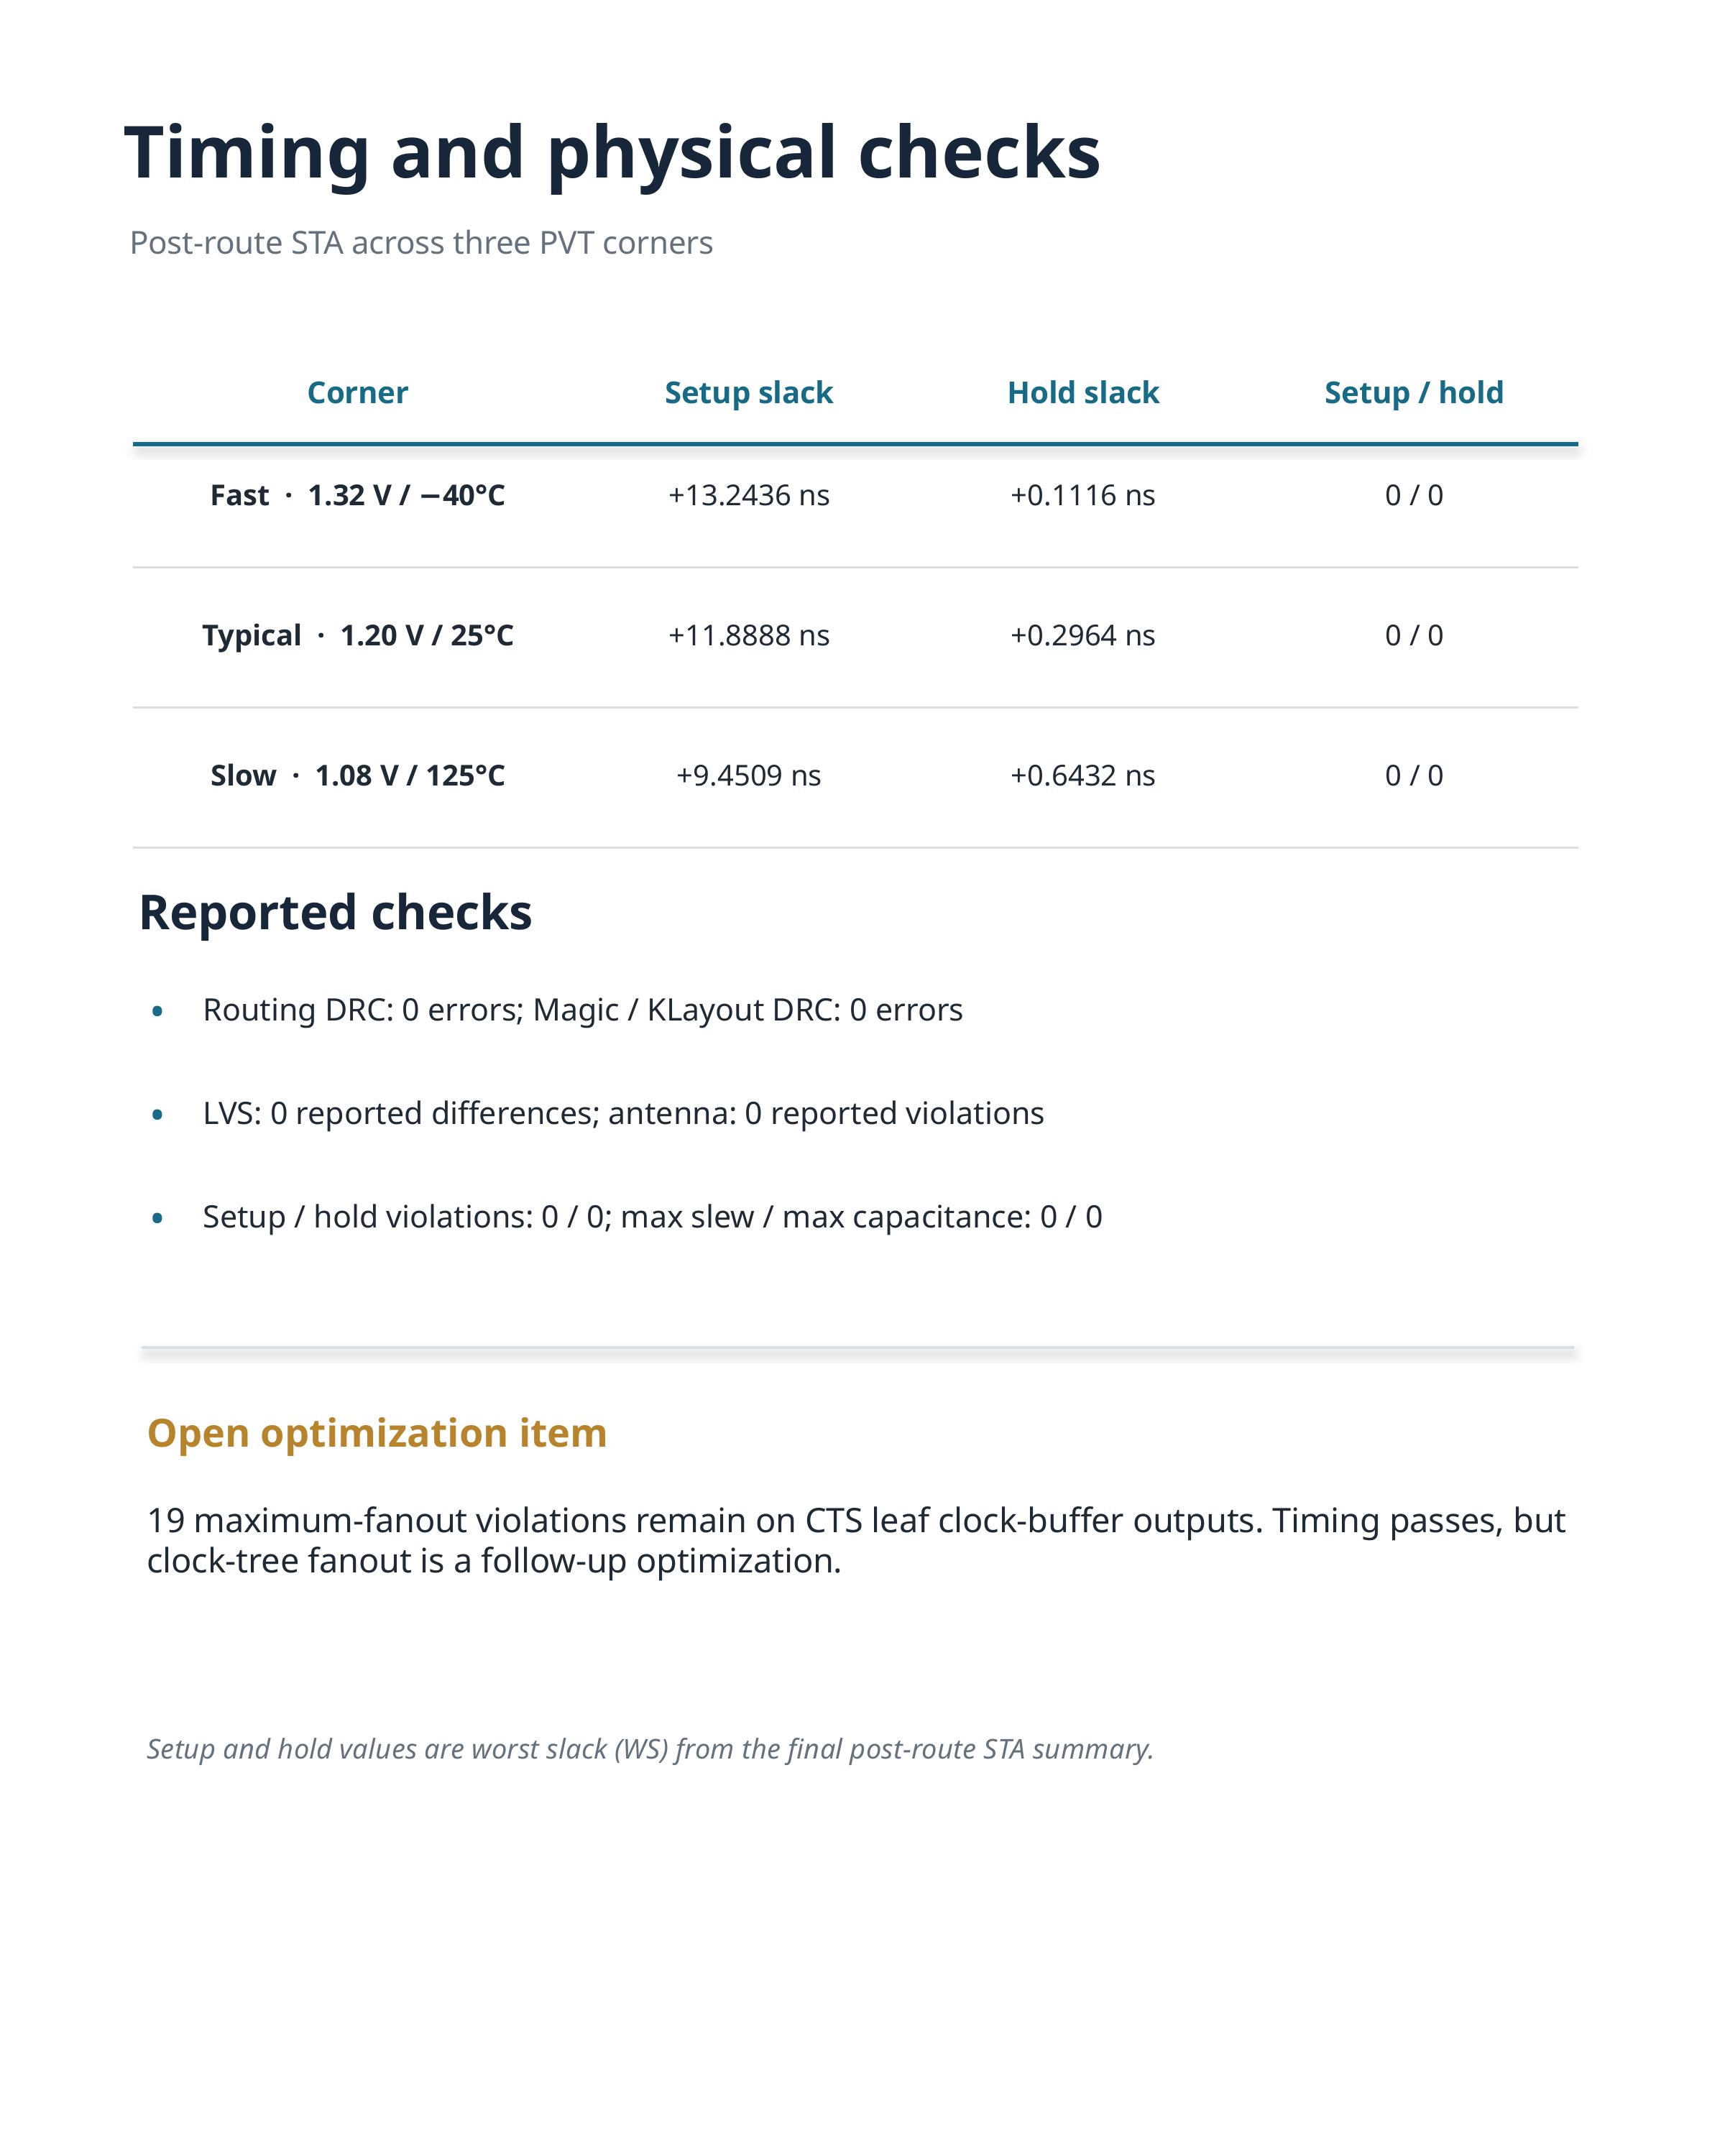 Timing and physical checks
Post-route STA across three PVT corners
Corner Setup slack Hold slack Setup / hold
Fast · 1.32 V / −40°C +13.2436 ns +0.1116 ns 0 / 0
Typical · 1.20 V / 25°C +11.8888 ns +0.2964 ns 0 / 0
Slow · 1.08 V / 125°C +9.4509 ns +0.6432 ns 0 / 0
Reported checks
• Routing DRC: 0 errors; Magic / KLayout DRC: 0 errors
• LVS: 0 reported differences; antenna: 0 reported violations
• Setup / hold violations: 0 / 0; max slew / max capacitance: 0 / 0
Open optimization item
19 maximum-fanout violations remain on CTS leaf clock-buffer outputs. Timing passes, but
clock-tree fanout is a follow-up optimization.
Setup and hold values are worst slack (WS) from the final post-route STA summary.